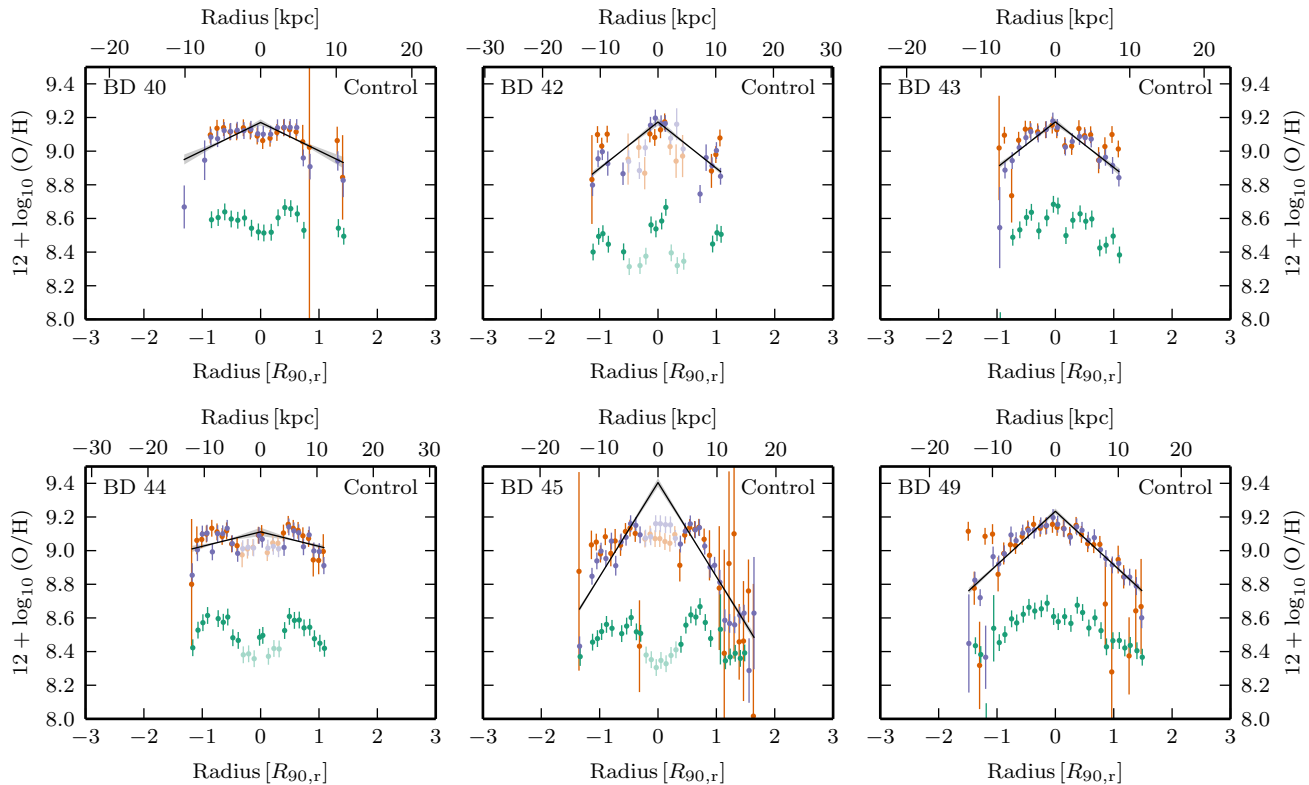 Radius [kpc] Radius [kpc] Radius [kpc]
−20 −10 0 10 20 −30 −20 −10 0 10 20 30 −20 −10 0 10 20
BD 40 Control BD 42 Control BD 43 Control
9.4 9.2 9.0 8.8 8.6 8.4 8.2 8.0
12 + log₁₀ (O/H)
9.4 9.2 9.0 8.8 8.6 8.4 8.2 8.0
12 + log₁₀ (O/H)
−3 −2 −1 0 1 2 3 −3 −2 −1 0 1 2 3 −3 −2 −1 0 1 2 3
Radius [R₉₀,ᵣ] Radius [R₉₀,ᵣ] Radius [R₉₀,ᵣ]
Radius [kpc] Radius [kpc] Radius [kpc]
−30 −20 −10 0 10 20 30 −20 −10 0 10 20 −20 −10 0 10 20
BD 44 Control BD 45 Control BD 49 Control
9.4 9.2 9.0 8.8 8.6 8.4 8.2 8.0
12 + log₁₀ (O/H)
9.4 9.2 9.0 8.8 8.6 8.4 8.2 8.0
12 + log₁₀ (O/H)
−3 −2 −1 0 1 2 3 −3 −2 −1 0 1 2 3 −3 −2 −1 0 1 2 3
Radius [R₉₀,ᵣ] Radius [R₉₀,ᵣ] Radius [R₉₀,ᵣ]